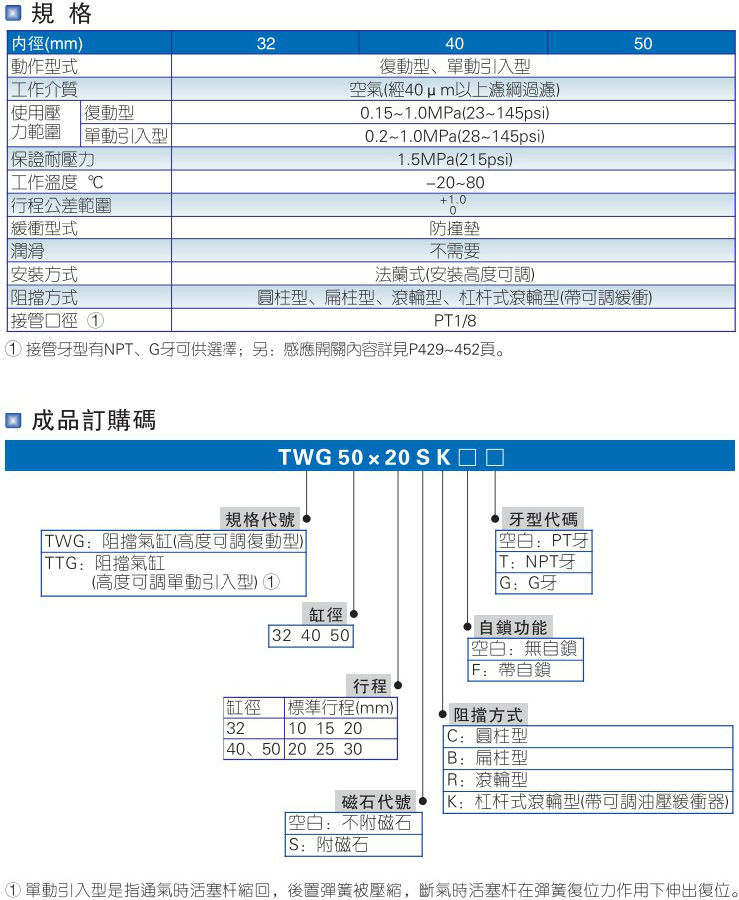 規 格
内徑(mm) 32 40 50
動作型式 復動型、單動引入型
工作介質 空氣(經40μm以上濾網過濾)
使用壓力範圍 復動型 0.15~1.0MPa(23~145psi)
單動引入型 0.2~1.0MPa(28~145psi)
保證耐壓力 1.5MPa(215psi)
工作溫度 ℃ -20~80
行程公差範圍 +1.0 0
緩衝型式 防撞墊
潤滑 不需要
安裝方式 法蘭式(安裝高度可調)
阻擋方式 圓柱型、扁柱型、滾輪型、杠杆式滾輪型(帶可調緩衝)
接管口徑 ① PT1/8
① 接管牙型有NPT、G牙可供選擇；另：感應開關內容詳見P429~452頁。
成品訂購碼
TWG 50 × 20 S K □ □
規格代號
TWG：阻擋氣缸(高度可調復動型)
TTG：阻擋氣缸
(高度可調單動引入型) ①
缸徑
32 40 50
行程
缸徑 標準行程(mm)
32 10 15 20
40、50 20 25 30
磁石代號
空白：不附磁石
S：附磁石
牙型代碼
空白：PT牙
T：NPT牙
G：G牙
自鎖功能
空白：無自鎖
F：帶自鎖
阻擋方式
C：圓柱型
B：扁柱型
R：滾輪型
K：杠杆式滾輪型(帶可調油壓緩衝器)
① 單動引入型是指通氣時活塞杆縮回，後置彈簧被壓縮，斷氣時活塞杆在彈簧復位力作用下伸出復位。